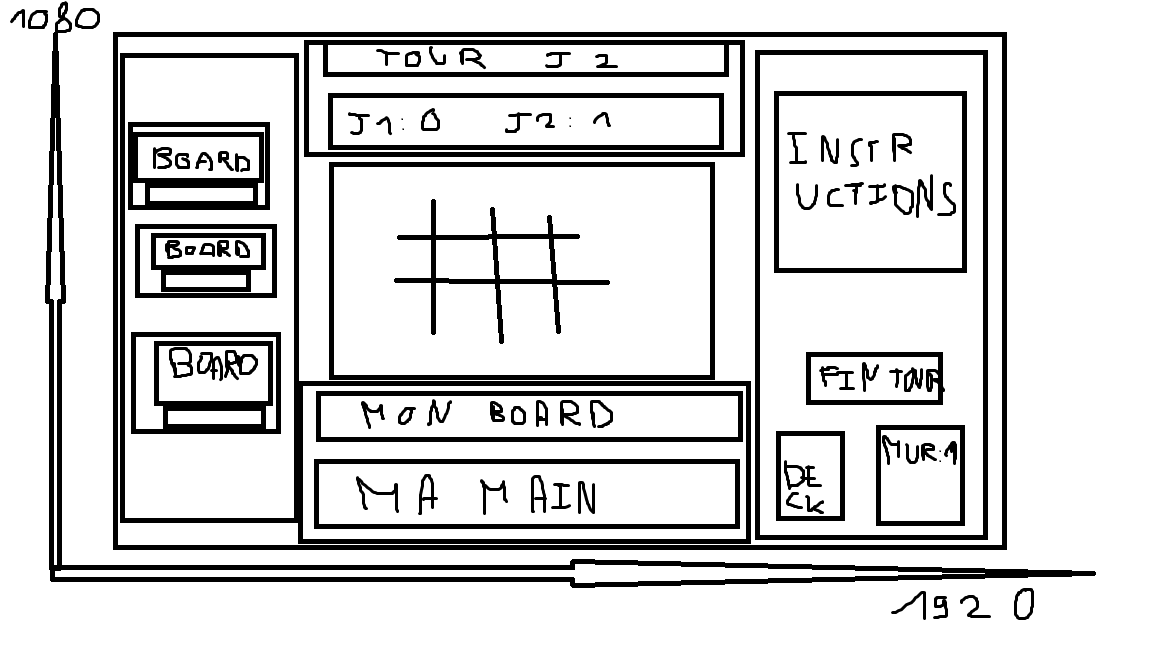 1080
TOUR J2
J1:0 J2:1
BOARD
BOARD
BOARD
INSTR
UCTIONS
FIN TOUR
MON BOARD
MA MAIN
DE
CK
MUR:1
1920